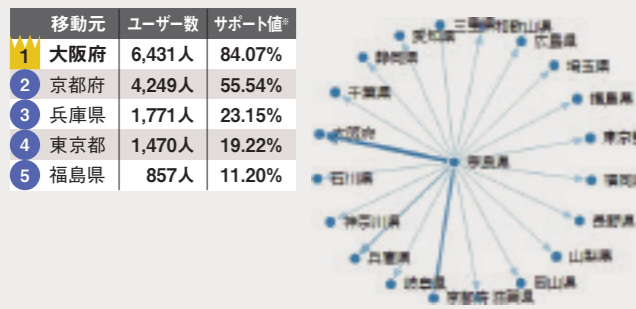 移動元 ユーザー数 サポート値※
1 大阪府 6,431人 84.07%
2 京都府 4,249人 55.54%
3 兵庫県 1,771人 23.15%
4 東京都 1,470人 19.22%
5 福島県 857人 11.20%
三重県
和歌山県
愛知県
広島県
静岡県
埼玉県
千葉県
福島県
大阪府
東京
奈良県
石川県
福岡
神奈川県
長野県
兵庫県
山梨県
岐阜県
岡山県
京都府
滋賀県